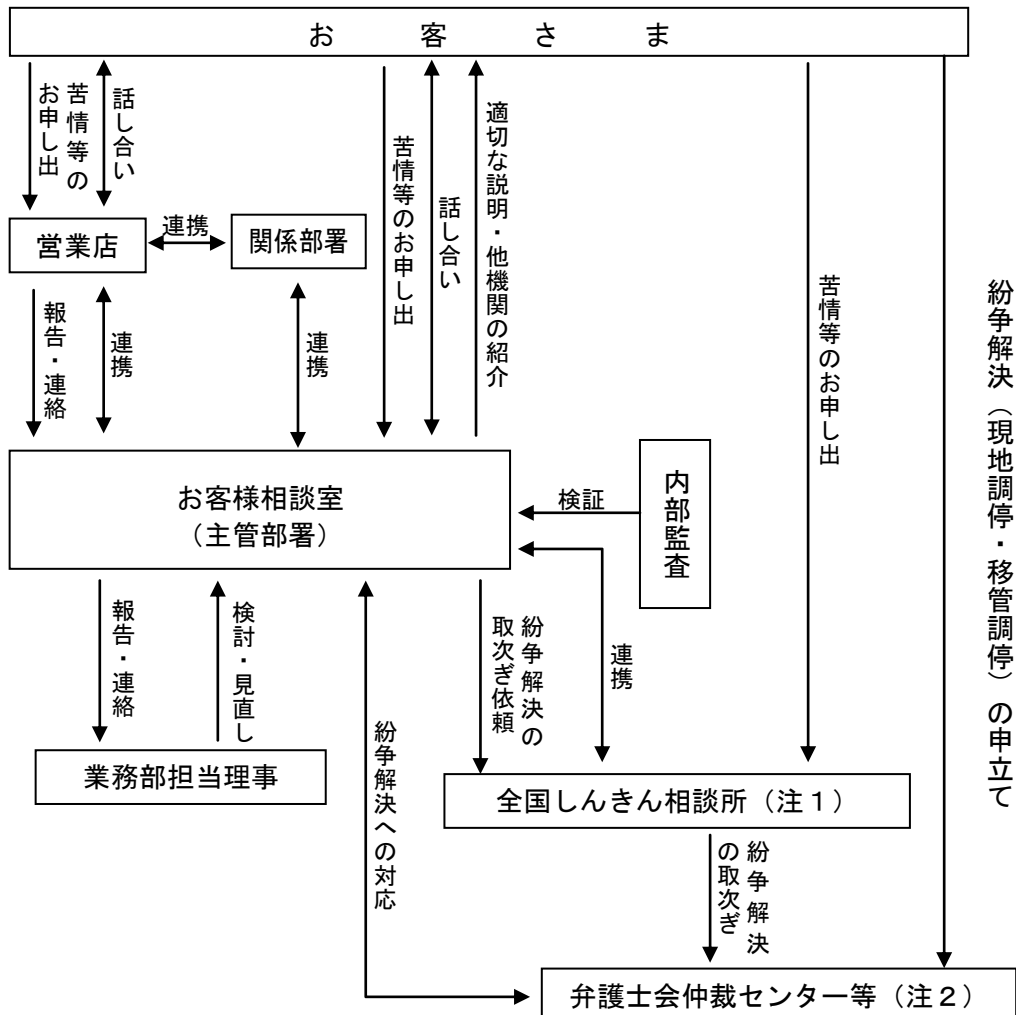 お客さま
苦情等の
お申し出
話し合い
苦情等のお申し出
話し合い
適切な説明・他機関の紹介
苦情等のお申し出
紛争解決（現地調停・移管調停）の申立て
営業店
連携
関係部署
報告・連絡
連携
連携
お客様相談室
（主管部署）
検証
内部監査
報告・連絡
検討・見直し
紛争解決への対応
紛争解決の
取次ぎ依頼
連携
業務部担当理事
全国しんきん相談所（注１）
紛争解決
の取次ぎ
弁護士会仲裁センター等（注２）